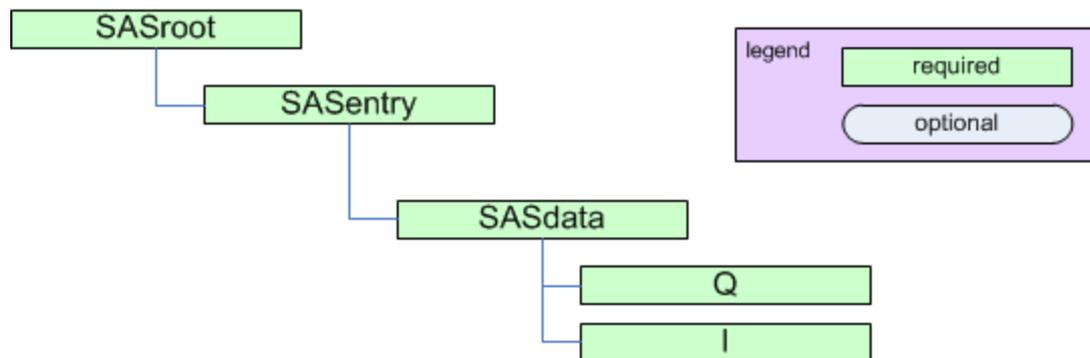 SASroot
legend
required
SASentry
optional
SASdata
Q
I